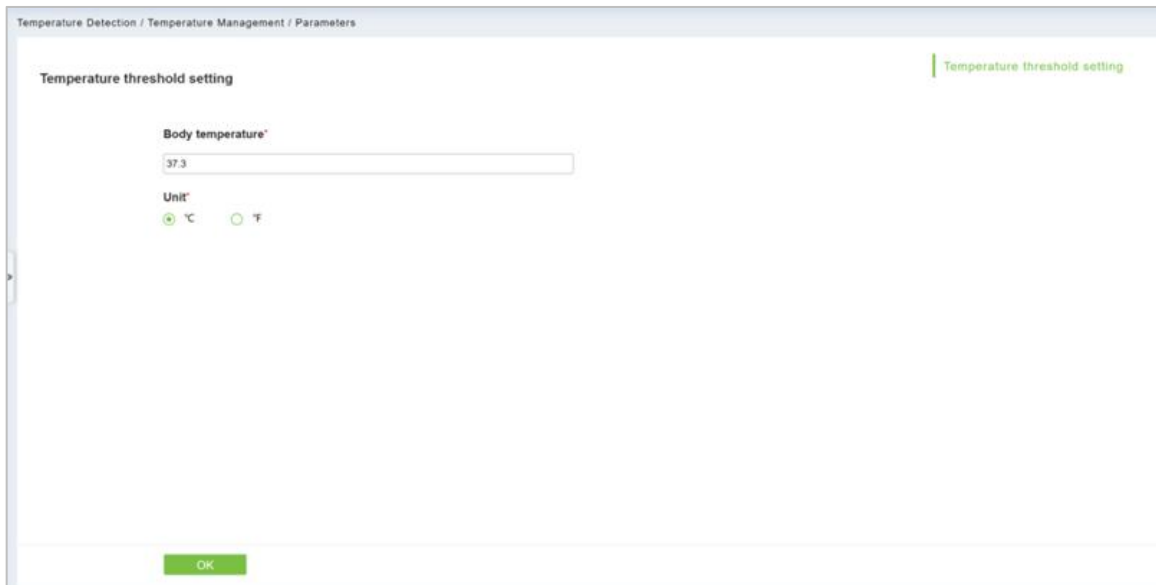 Temperature Detection / Temperature Management / Parameters
Temperature threshold setting
Temperature threshold setting
Body temperature*
37.3
Unit*
℃ ℉
OK